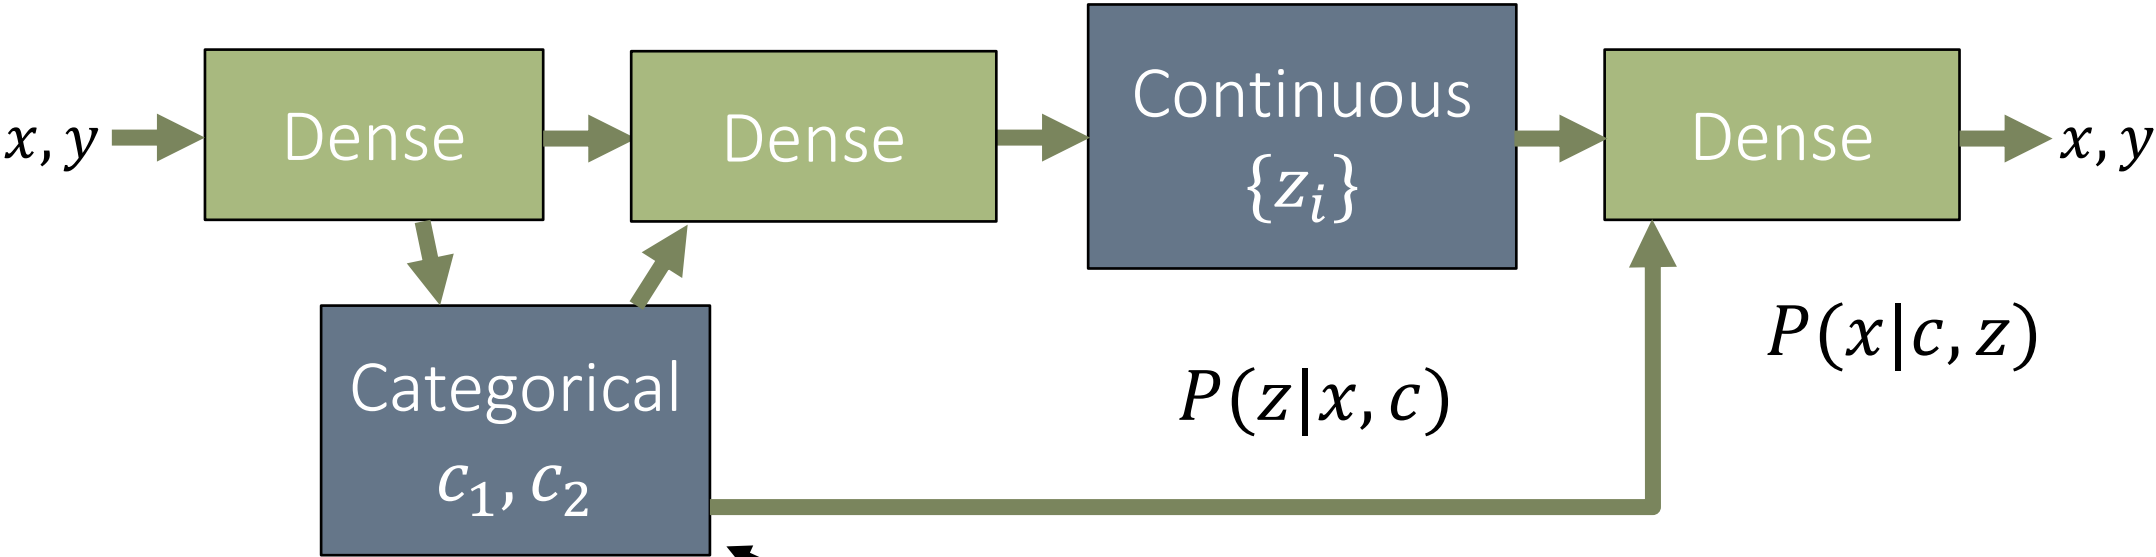 x, y
Dense
Dense
Continuous
{z_i}
Dense
x, y
Categorical
c_1, c_2
P(z|x, c)
P(x|c, z)